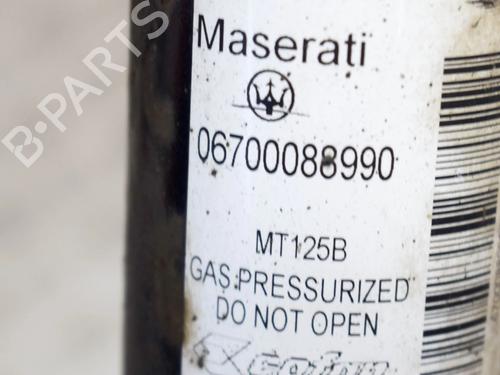 B-PARTS
Maserati
06700088990
MT125B
GAS PRESSURIZED
DO NOT OPEN